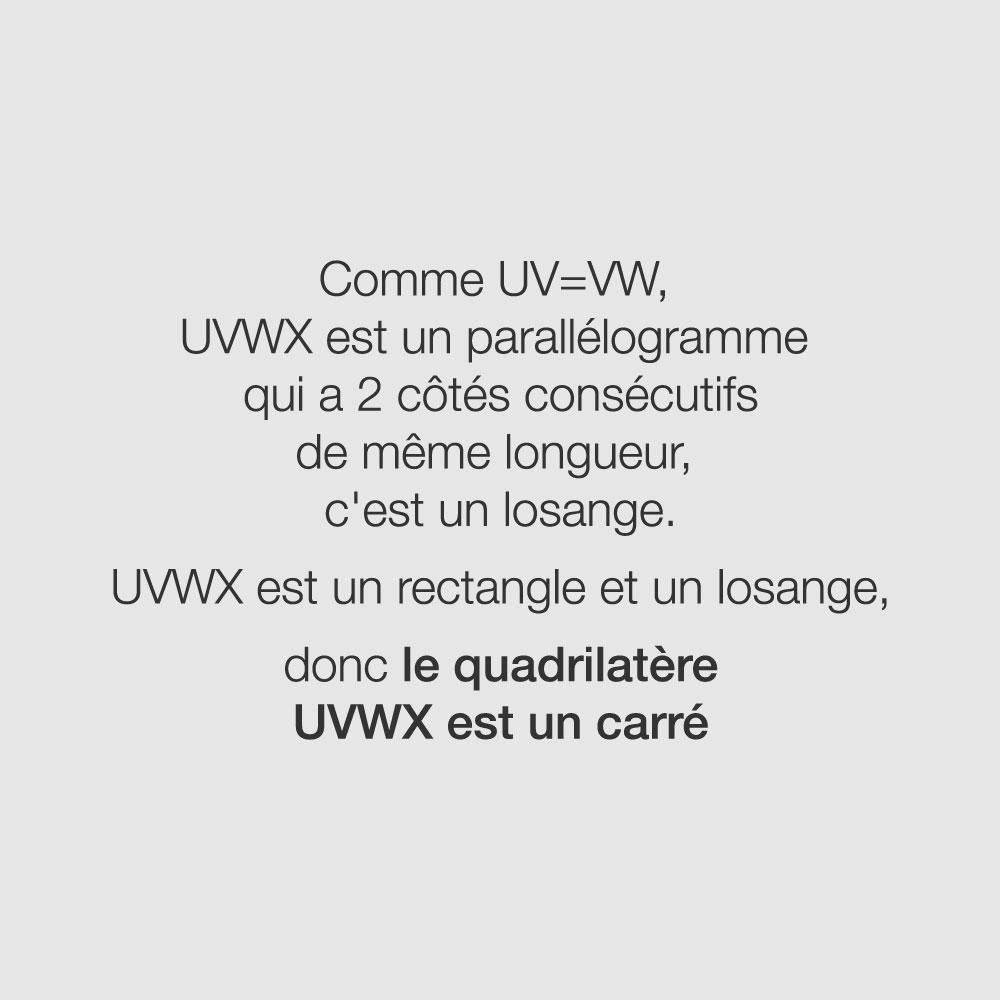 Comme UV=VW,
UVWX est un parallélogramme
qui a 2 côtés consécutifs
de même longueur,
c'est un losange.
UVWX est un rectangle et un losange,
donc le quadrilatère
UVWX est un carré